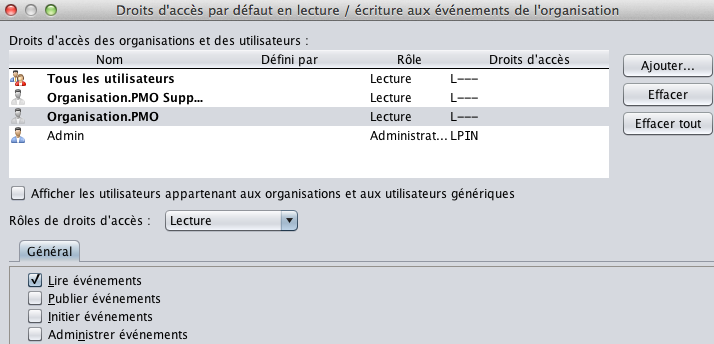 Droits d'accès par défaut en lecture / écriture aux événements de l'organisation
Droits d'accès des organisations et des utilisateurs :
Nom Défini par Rôle Droits d'accès
Tous les utilisateurs Lecture L---
Organisation.PMO Supp... Lecture L---
Organisation.PMO Lecture L---
Admin Administrat... LPIN
Ajouter...
Effacer
Effacer tout
Afficher les utilisateurs appartenant aux organisations et aux utilisateurs génériques
Rôles de droits d'accès : Lecture
Général
Lire événements
Publier événements
Initier événements
Administrer événements